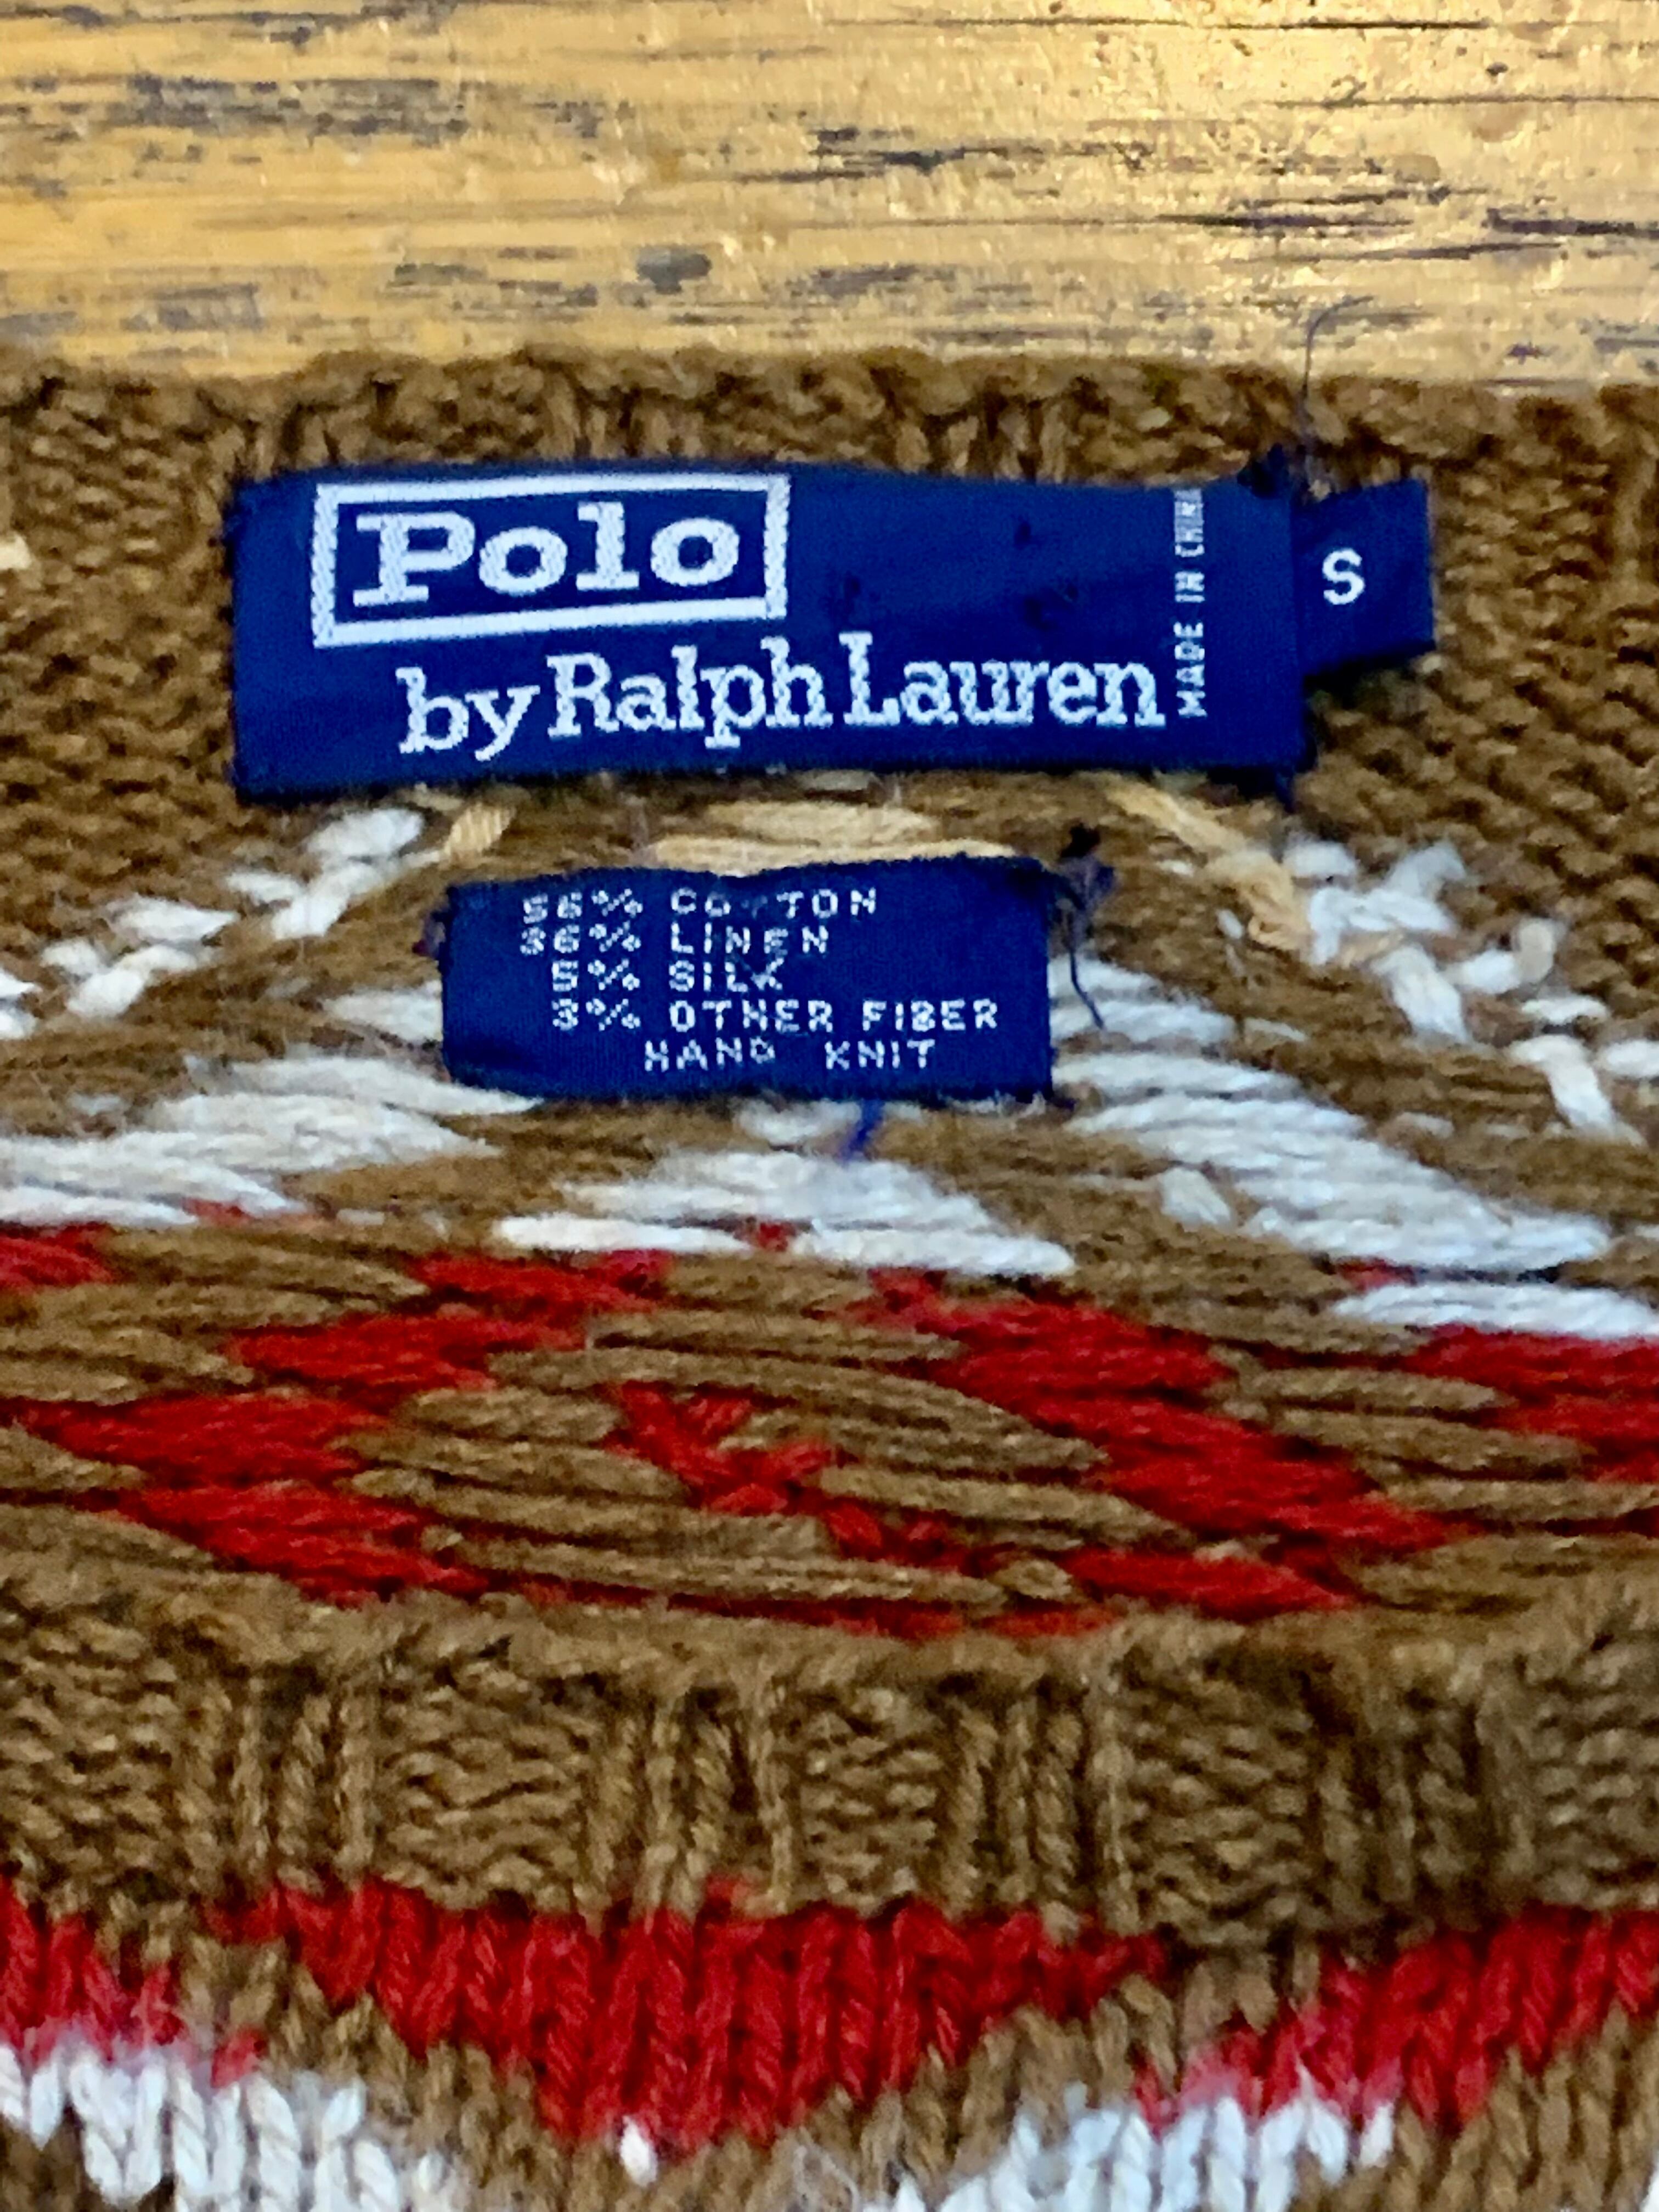 Polo
by Ralph Lauren
MADE IN CHINA
S
56% COTTON
36% LINEN
5% SILK
3% OTHER FIBER
HAND KNIT